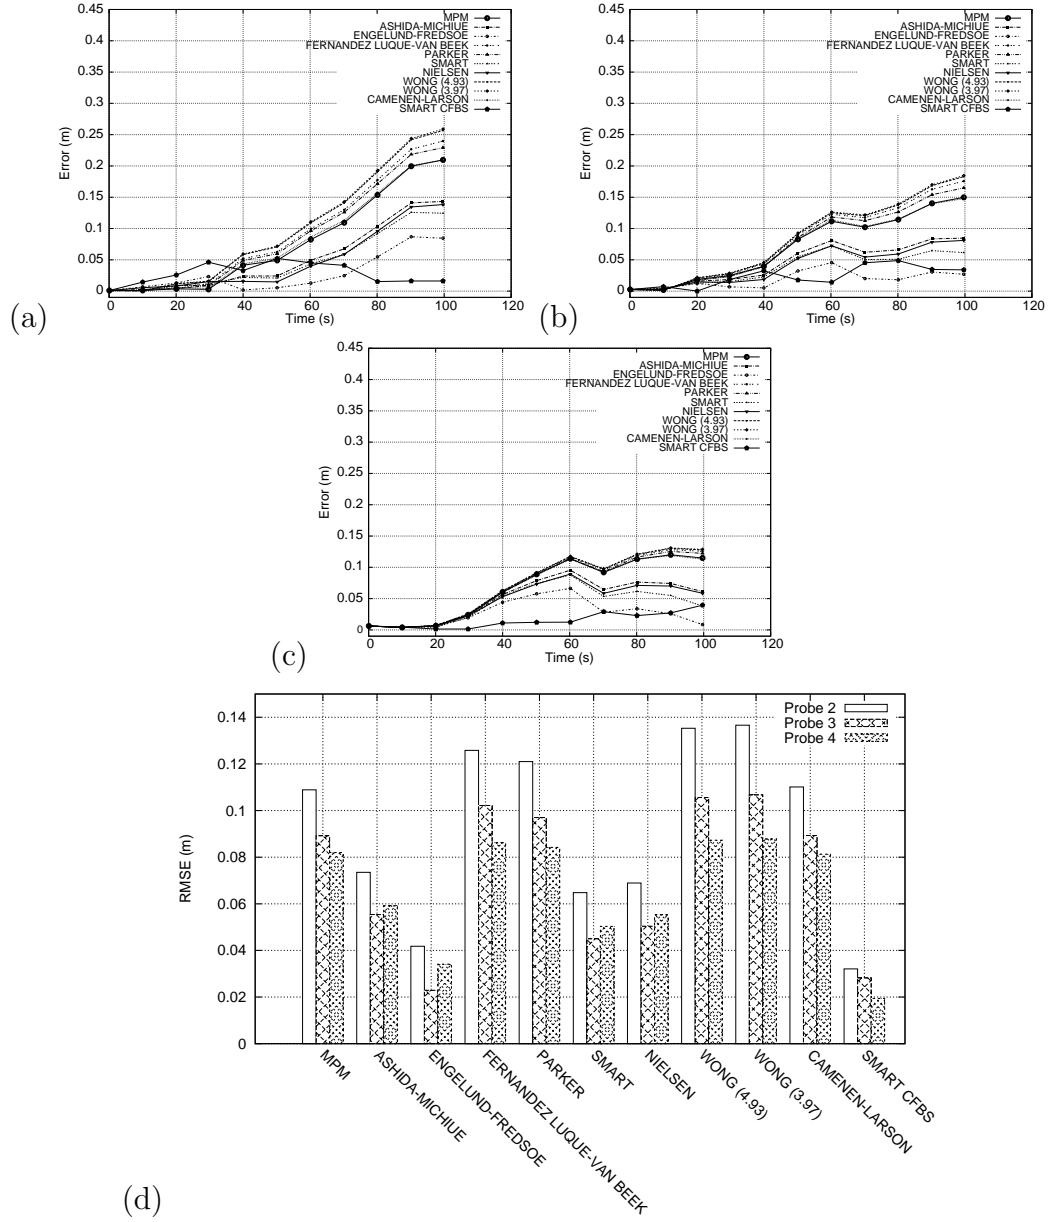 0.45
0.4
0.35
0.3
0.25
0.2
0.15
0.1
0.05
0
Error (m)
0 20 40 60 80 100 120
Time (s)
MPM
ASHIDA-MICHIUE
ENGELUND-FREDSOE
FERNANDEZ LUQUE-VAN BEEK
PARKER
SMART
NIELSEN
WONG (4.93)
WONG (3.97)
CAMENEN-LARSON
SMART CFBS
(a)
0.45
0.4
0.35
0.3
0.25
0.2
0.15
0.1
0.05
0
Error (m)
0 20 40 60 80 100 120
Time (s)
MPM
ASHIDA-MICHIUE
ENGELUND-FREDSOE
FERNANDEZ LUQUE-VAN BEEK
PARKER
SMART
NIELSEN
WONG (4.93)
WONG (3.97)
CAMENEN-LARSON
SMART CFBS
(b)
0.45
0.4
0.35
0.3
0.25
0.2
0.15
0.1
0.05
0
Error (m)
0 20 40 60 80 100 120
Time (s)
MPM
ASHIDA-MICHIUE
ENGELUND-FREDSOE
FERNANDEZ LUQUE-VAN BEEK
PARKER
SMART
NIELSEN
WONG (4.93)
WONG (3.97)
CAMENEN-LARSON
SMART CFBS
(c)
0.14
0.12
0.1
0.08
0.06
0.04
0.02
0
RMSE (m)
Probe 2
Probe 3
Probe 4
MPM
ASHIDA-MICHIUE
ENGELUND-FREDSOE
FERNANDEZ LUQUE-VAN BEEK
PARKER
SMART
NIELSEN
WONG (4.93)
WONG (3.97)
CAMENEN-LARSON
SMART CFBS
(d)